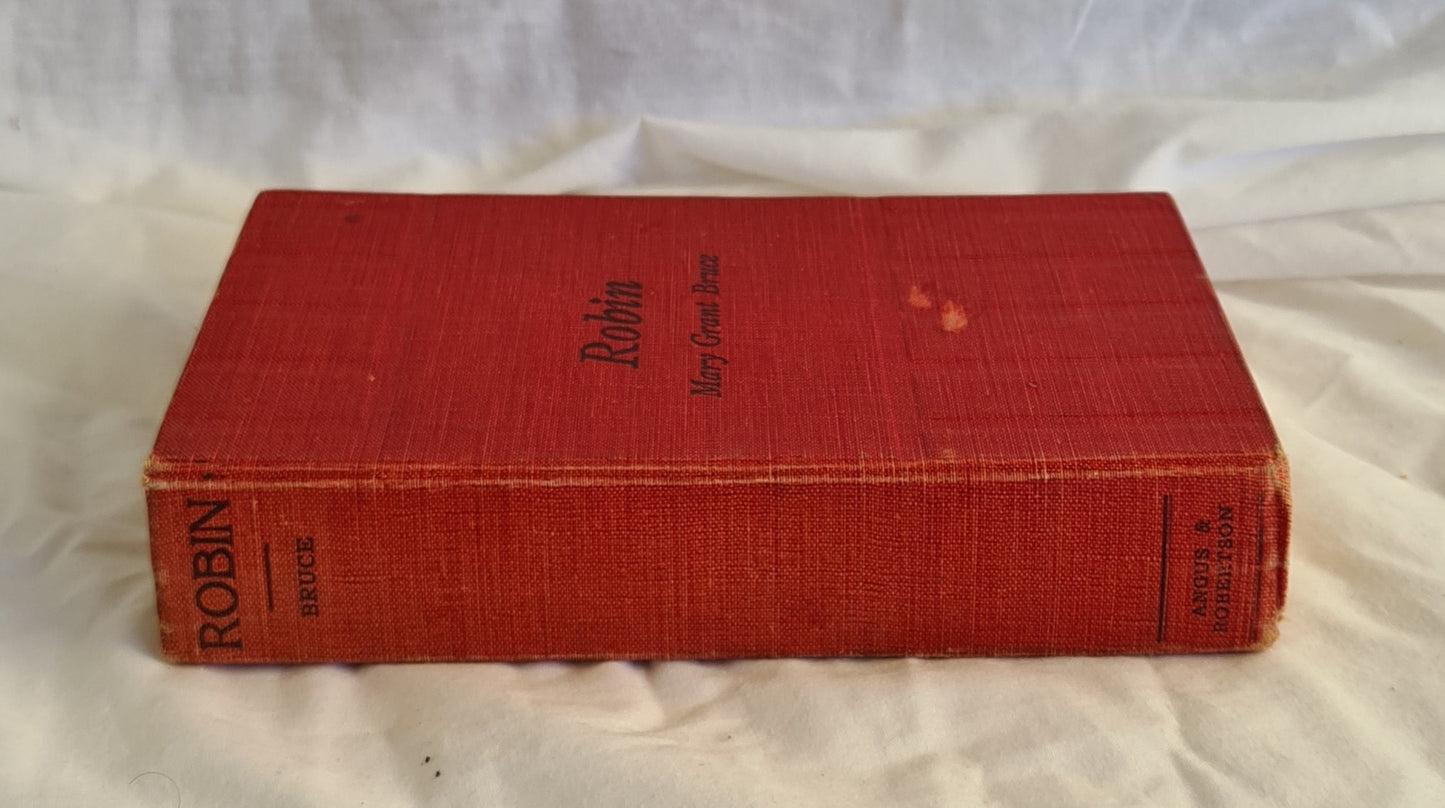 Robin
Mary Grant Bruce
ROBIN
BRUCE
ANGUS &
ROBERTSON